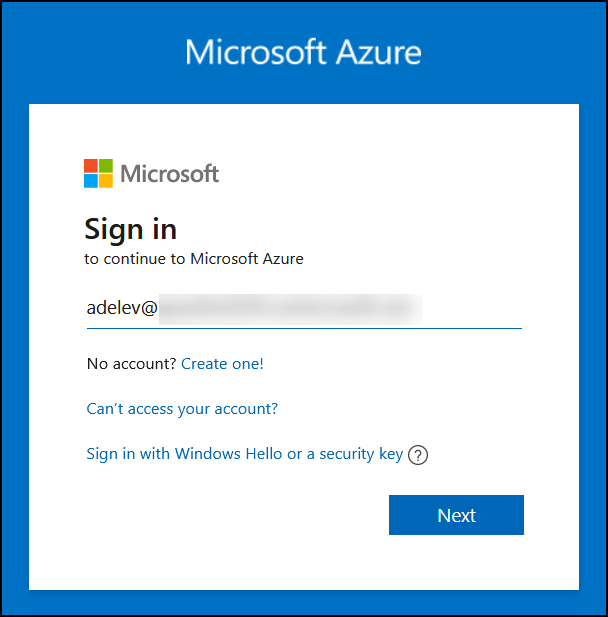 Microsoft Azure
Microsoft
Sign in
to continue to Microsoft Azure
adelev@
No account? Create one!
Can't access your account?
Sign in with Windows Hello or a security key ?
Next